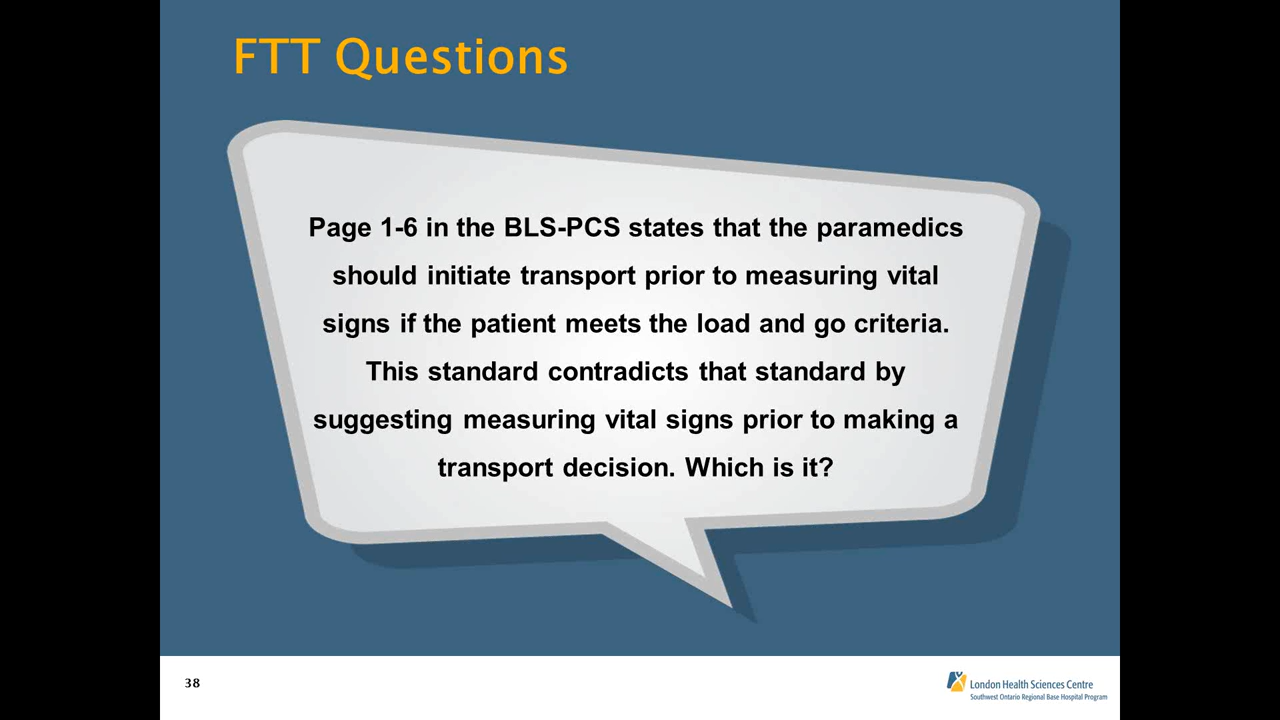 FTT Questions
Page 1-6 in the BLS-PCS states that the paramedics
should initiate transport prior to measuring vital
signs if the patient meets the load and go criteria.
This standard contradicts that standard by
suggesting measuring vital signs prior to making a
transport decision. Which is it?
38
London Health Sciences Centre
Southwest Ontario Regional Base Hospital Program